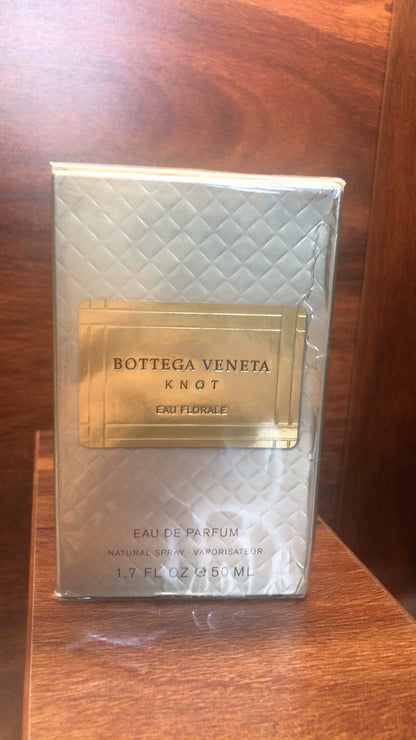 BOTTEGA VENETA
KNOT
EAU FLORALE
EAU DE PARFUM
NATURAL SPRAY · VAPORISATEUR
1.7 FL OZ ℮ 50 ML